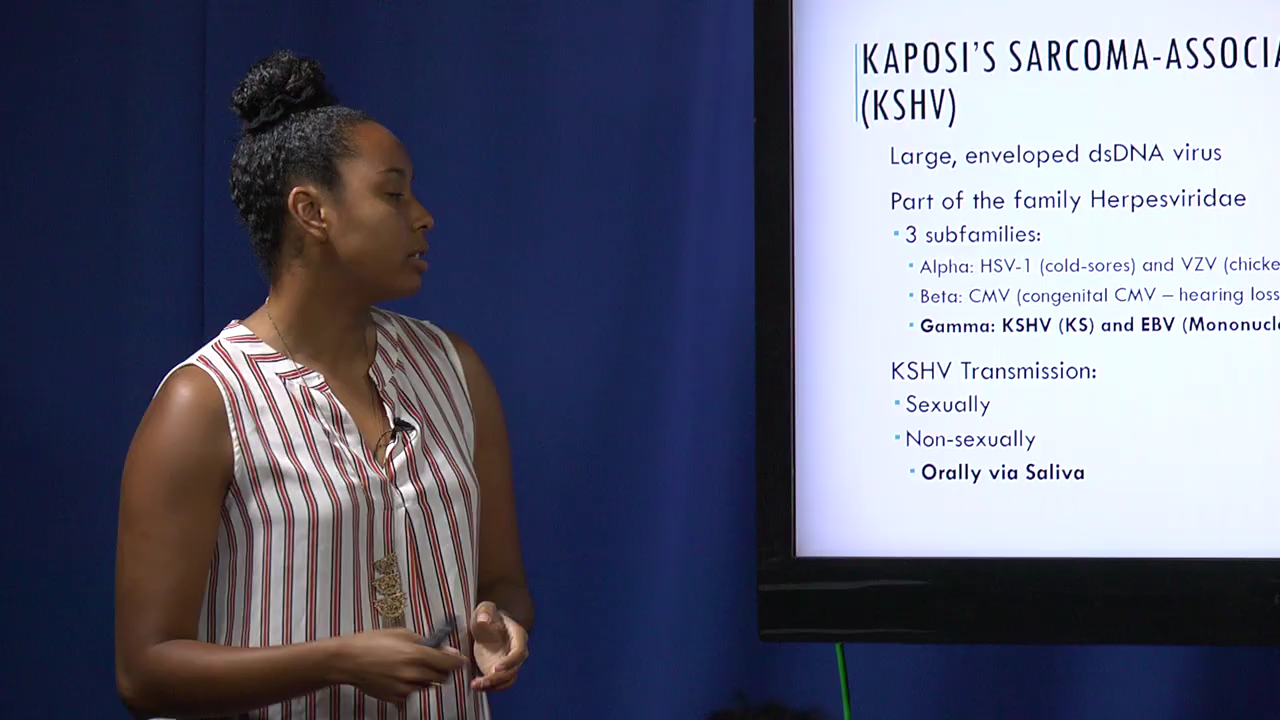 KAPOSI'S SARCOMA-ASSOCIA
(KSHV)
Large, enveloped dsDNA virus
Part of the family Herpesviridae
3 subfamilies:
Alpha: HSV-1 (cold-sores) and VZV (chicke
Beta: CMV (congenital CMV – hearing loss
Gamma: KSHV (KS) and EBV (Mononucle
KSHV Transmission:
Sexually
Non-sexually
Orally via Saliva